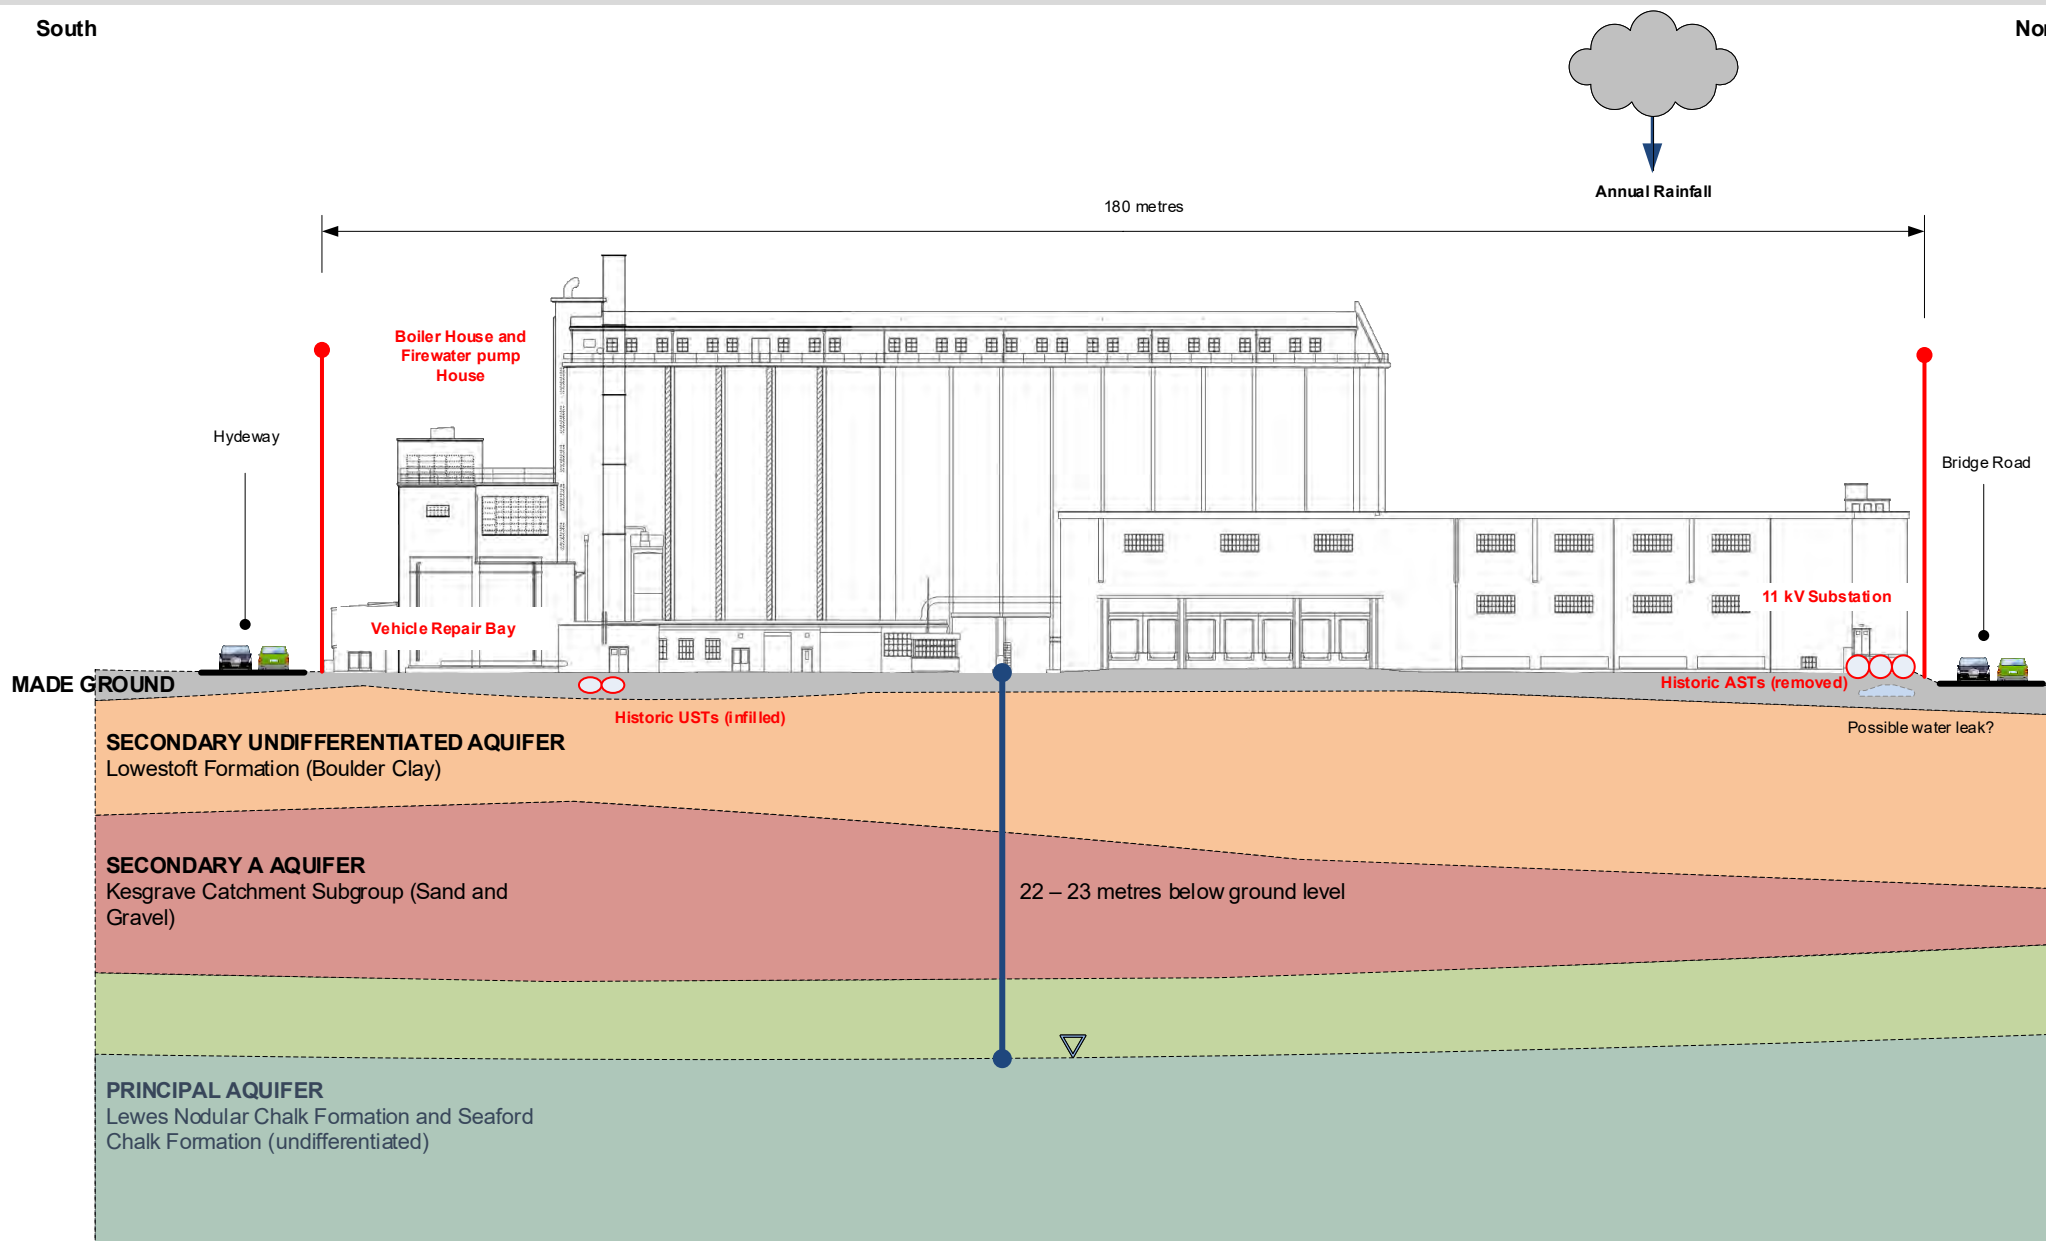 South
Nor
Annual Rainfall
180 metres
Boiler House and
Firewater pump
House
Hydeway
Bridge Road
11 kV Substation
Vehicle Repair Bay
MADE GROUND
Historic ASTs (removed)
Historic USTs (infilled)
Possible water leak?
SECONDARY UNDIFFERENTIATED AQUIFER
Lowestoft Formation (Boulder Clay)
SECONDARY A AQUIFER
Kesgrave Catchment Subgroup (Sand and
Gravel)
22 – 23 metres below ground level
PRINCIPAL AQUIFER
Lewes Nodular Chalk Formation and Seaford
Chalk Formation (undifferentiated)